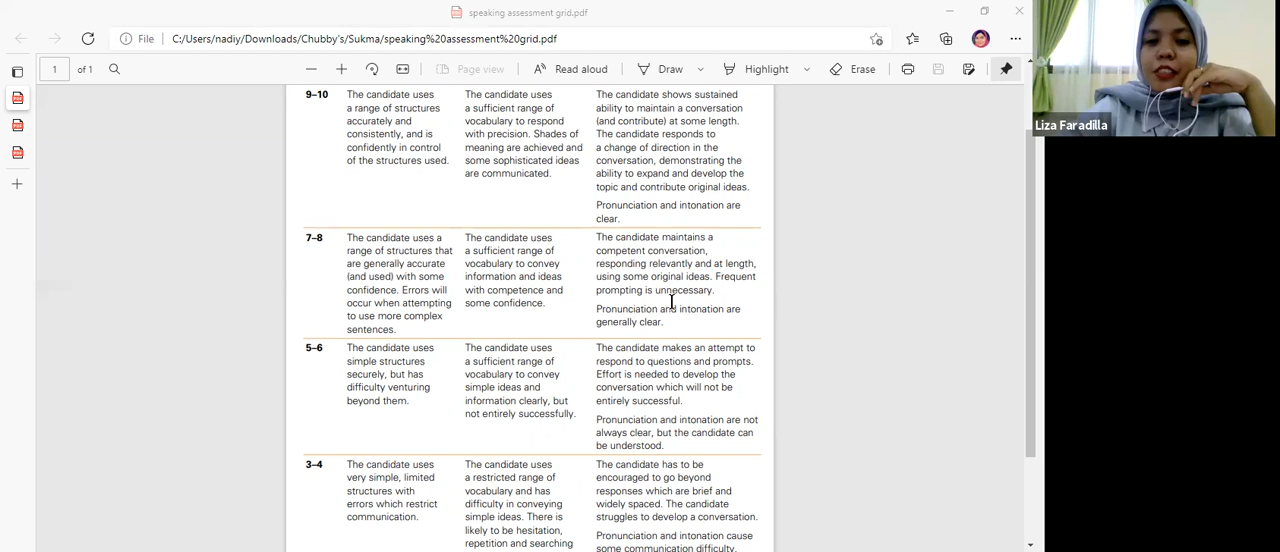 speaking assessment grid.pdf
File
C:/Users/nadiy/Downloads/Chubby's/Sukma/speaking%20assessment%20grid.pdf
1 of 1
Page view
Read aloud
Draw
Highlight
Erase
Liza Faradilla
9–10
The candidate uses
a range of structures
accurately and
consistently, and is
confidently in control
of the structures used.
The candidate uses
a sufficient range of
vocabulary to respond
with precision. Shades of
meaning are achieved and
some sophisticated ideas
are communicated.
The candidate shows sustained
ability to maintain a conversation
(and contribute) at some length.
The candidate responds to
a change of direction in the
conversation, demonstrating the
ability to expand and develop the
topic and contribute original ideas.
Pronunciation and intonation are
clear.
7–8
The candidate uses a
range of structures that
are generally accurate
(and used) with some
confidence. Errors will
occur when attempting
to use more complex
sentences.
The candidate uses
a sufficient range of
vocabulary to convey
information and ideas
with competence and
some confidence.
The candidate maintains a
competent conversation,
responding relevantly and at length,
using some original ideas. Frequent
prompting is unnecessary.
Pronunciation and intonation are
generally clear.
5–6
The candidate uses
simple structures
securely, but has
difficulty venturing
beyond them.
The candidate uses
a sufficient range of
vocabulary to convey
simple ideas and
information clearly, but
not entirely successfully.
The candidate makes an attempt to
respond to questions and prompts.
Effort is needed to develop the
conversation which will not be
entirely successful.
Pronunciation and intonation are not
always clear, but the candidate can
be understood.
3–4
The candidate uses
very simple, limited
structures with
errors which restrict
communication.
The candidate uses
a restricted range of
vocabulary and has
difficulty in conveying
simple ideas. There is
likely to be hesitation,
repetition and searching
The candidate has to be
encouraged to go beyond
responses which are brief and
widely spaced. The candidate
struggles to develop a conversation.
Pronunciation and intonation cause
some communication difficulty.